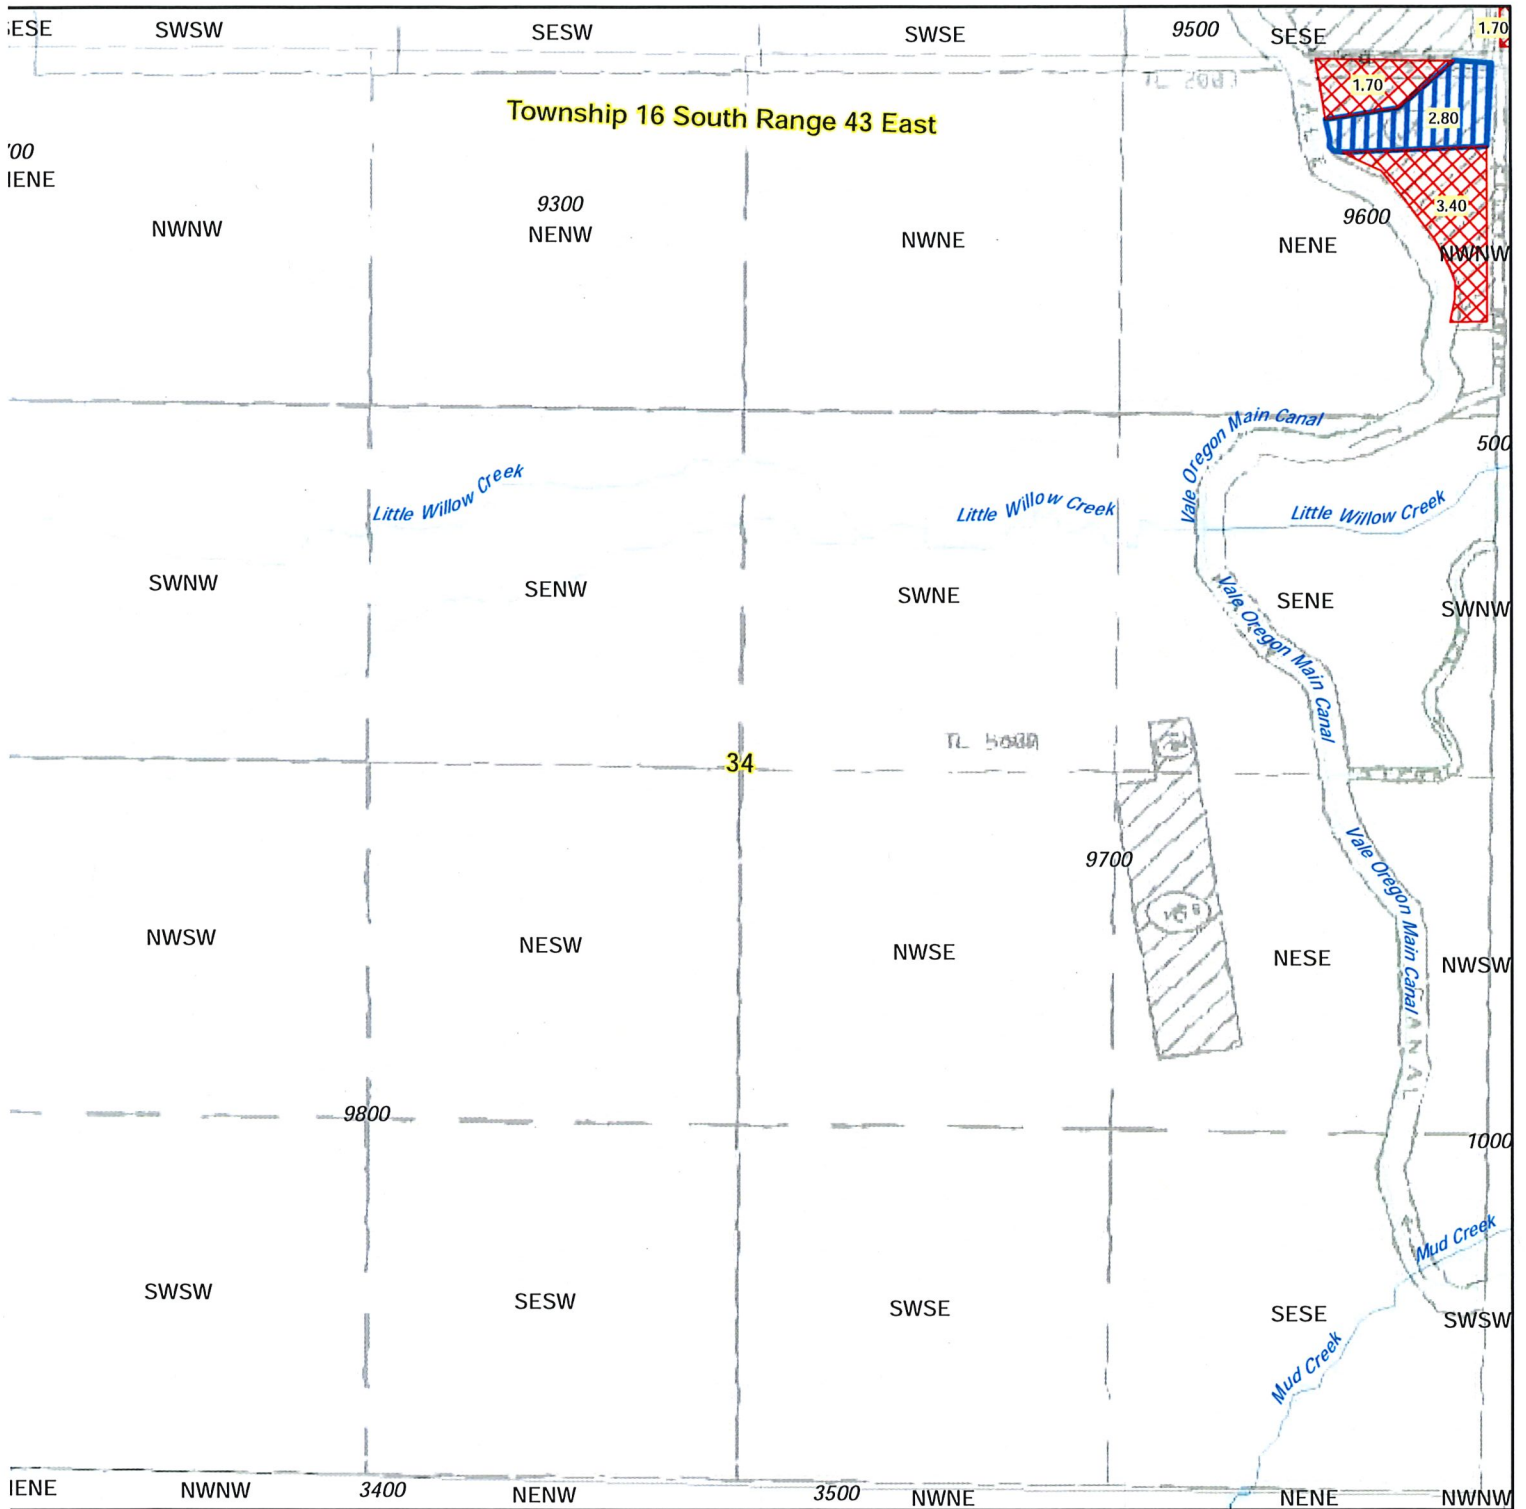 SESE SWSW SESW SWSE 9500 SESE 1.70
1.70
TL
Township 16 South Range 43 East
2.80
700
NENE
9300
3.40
9600
NWNW NENW NWNE NENE NWNW
Vale Oregon Main Canal
500
Little Willow Creek
Little Willow Creek
Little Willow Creek
SWNW SENW SWNE SENE SWNW
Vale Oregon Main Canal
TL
34
9700
Vale Oregon Main Canal
NWSW NESW NWSE NESE NWSW
ANAL
9800
1000
Mud Creek
SWSW SESW SWSE SESE SWSW
Mud Creek
NENE NWNW 3400 NENW 3500 NWNE NENE NWNW